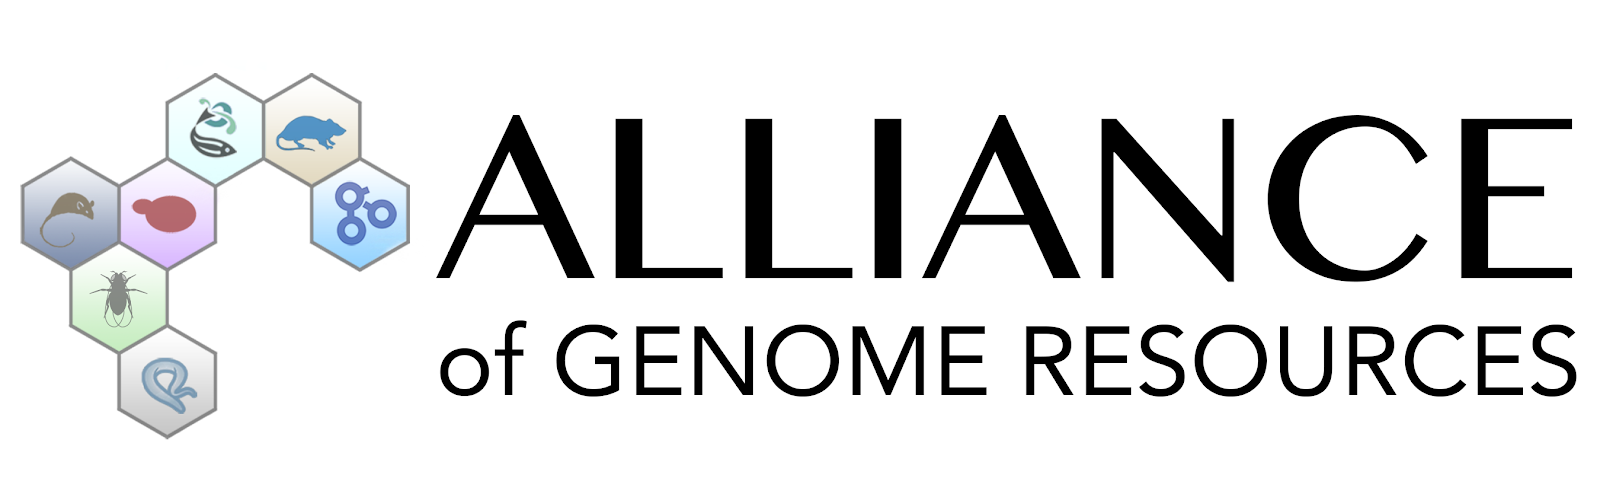 ALLIANCE
of GENOME RESOURCES